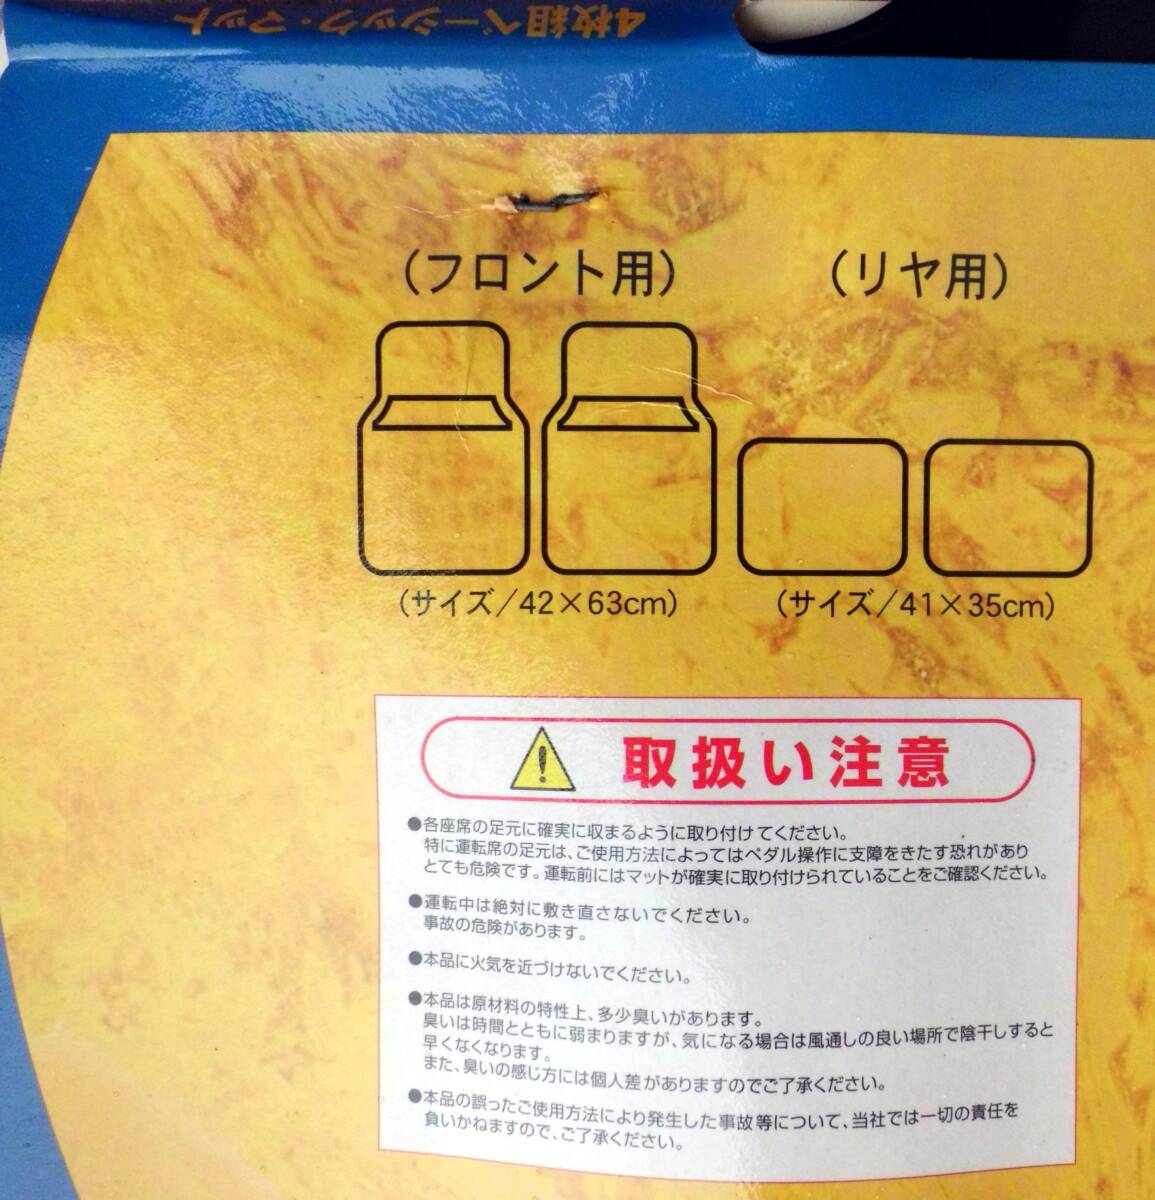 4枚組ベーシック・マット
（フロント用）
（リヤ用）
（サイズ/42×63cm）
（サイズ/41×35cm）
取扱い注意
●各座席の足元に確実に収まるように取り付けてください。
特に運転席の足元は、ご使用方法によってはペダル操作に支障をきたす恐れがあり
とても危険です。運転前にはマットが確実に取り付けられていることをご確認ください。
●運転中は絶対に敷き直さないでください。
事故の危険があります。
●本品に火気を近づけないでください。
●本品は原材料の特性上、多少臭いがあります。
臭いは時間とともに弱まりますが、気になる場合は風通しの良い場所で陰干しすると
早くなくなります。
また、臭いの感じ方には個人差がありますのでご了承ください。
●本品の誤ったご使用方法により発生した事故等について、当社では一切の責任を
負いかねますので、ご了承ください。